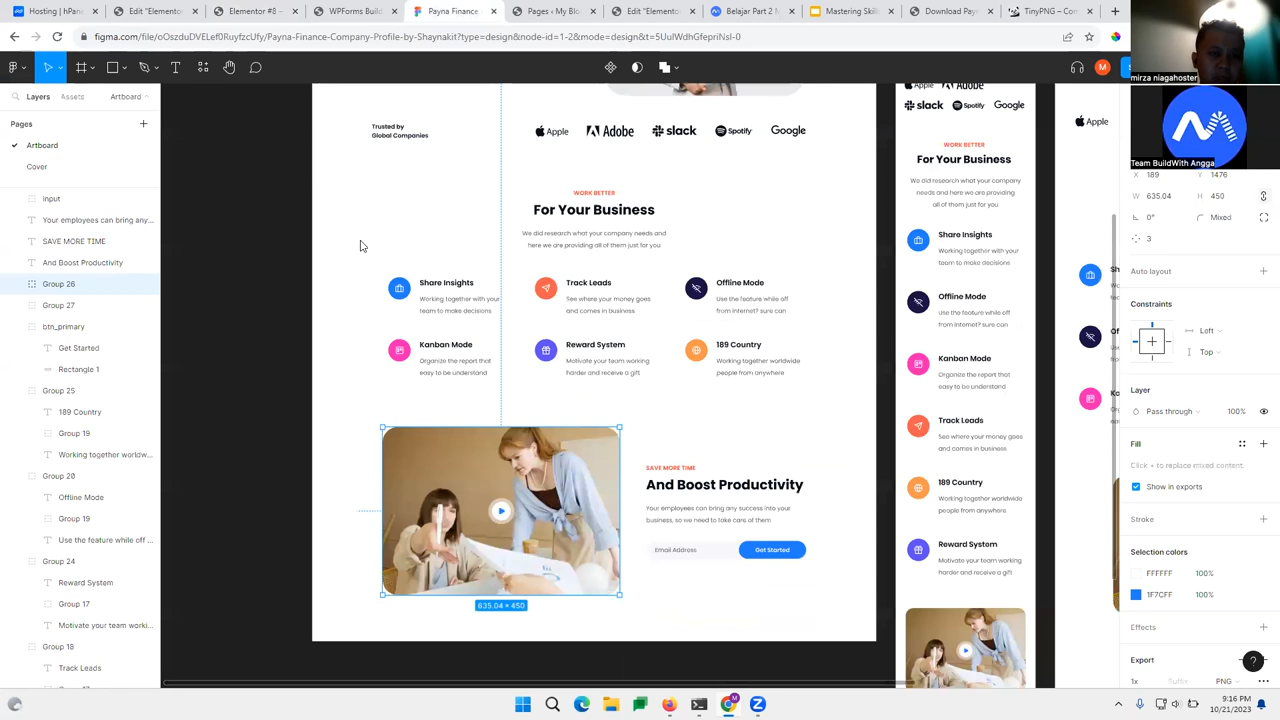 Hosting | H
Edit "Elemento
Elementor #8 –
WPForms Build
Payna Finance
Pages ‹ My Blo
Edit "Elemento
Belajar Part 2 M
Mastering Skill
Download Pay
TinyPNG – Con
figma.com/file/oOszduDVELef0RuyfzcUfy/Payna-Finance-Company-Profile-by-Shaynakit?type=design&node-id=1-2&mode=design&t=5UuIWdhGfepriNsI-0
Layers
Assets
Artboard
Pages
Artboard
Cover
input
Your employees can bring any...
SAVE MORE TIME
And Boost Productivity
Group 26
Group 27
btn_primary
Get Started
Rectangle 1
Group 25
189 Country
Group 19
Working together worldw...
Group 20
Offline Mode
Group 19
Use the feature while off ...
Group 24
Reward System
Group 17
Motivate your team worki...
Group 18
Track Leads
Trusted by
Global Companies
Apple
Adobe
slack
Spotify
Google
WORK BETTER
For Your Business
We did research what your company needs and
here we are providing all of them just for you
Share Insights
Working together with your
team to make decisions
Track Leads
See where your money goes
and comes in business
Offline Mode
Use the feature while off
from internet? sure can
Kanban Mode
Organize the report that
easy to be understand
Reward System
Motivate your team working
harder and receive a gift
189 Country
Working together worldwide
people from anywhere
SAVE MORE TIME
And Boost Productivity
Your employees can bring any success into your
business, so we need to take care of them
Email Address
Get Started
635.04 × 450
Apple
Adobe
slack
Spotify
Google
WORK BETTER
For Your Business
We did research what your company
needs and here we are providing
all of them just for you
Share Insights
Working together with your
team to make decisions
Offline Mode
Use the feature while off
from internet? sure can
Kanban Mode
Organize the report that
easy to be understand
Track Leads
See where your money goes
and comes in business
189 Country
Working together worldwide
people from anywhere
Reward System
Motivate your team working
harder and receive a gift
Apple
mirza niagahoster
Team BuildWith Angga
X 189
Y 1476
W 635.04
H 450
0°
Mixed
3
Auto layout
Constraints
Left
Top
Layer
Pass through
100%
Fill
Click + to replace mixed content.
Show in exports
Stroke
Selection colors
FFFFFF
100%
1F7CFF
100%
Effects
Export
1x
Suffix
PNG
M
?
9:16 PM
10/21/2023